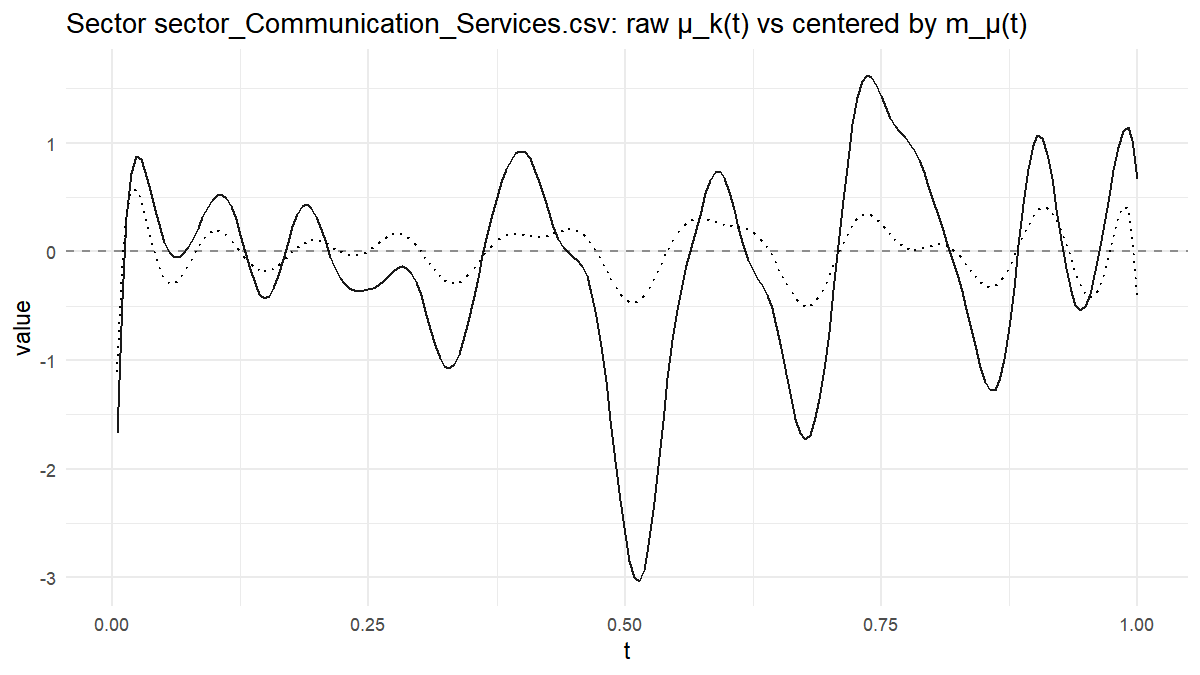 Sector sector_Communication_Services.csv: raw µ_k(t) vs centered by m_µ(t)
value
1
0
-1
-2
-3
0.00 0.25 0.50 0.75 1.00
t